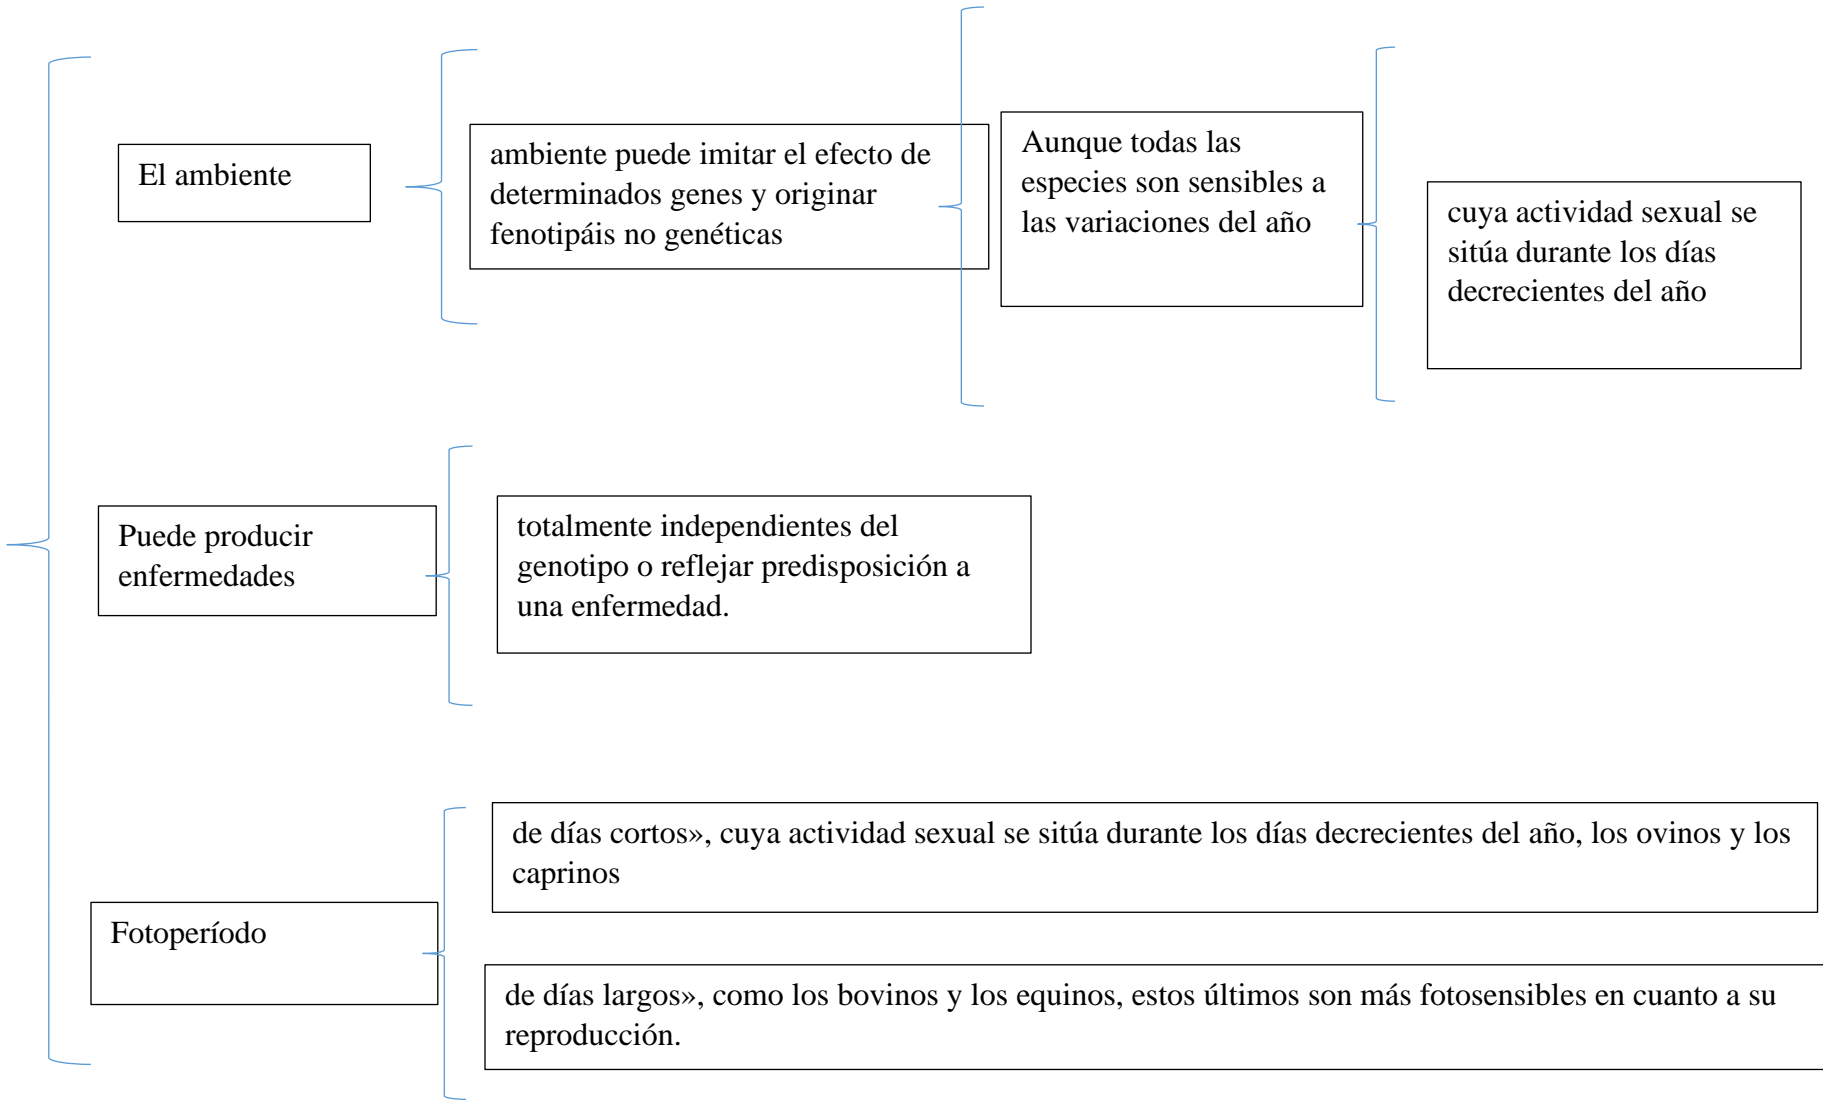 El ambiente
ambiente puede imitar el efecto de
determinados genes y originar
fenotipáis no genéticas
Aunque todas las
especies son sensibles a
las variaciones del año
cuya actividad sexual se
sitúa durante los días
decrecientes del año
Puede producir
enfermedades
totalmente independientes del
genotipo o reflejar predisposición a
una enfermedad.
Fotoperíodo
de días cortos», cuya actividad sexual se sitúa durante los días decrecientes del año, los ovinos y los
caprinos
de días largos», como los bovinos y los equinos, estos últimos son más fotosensibles en cuanto a su
reproducción.